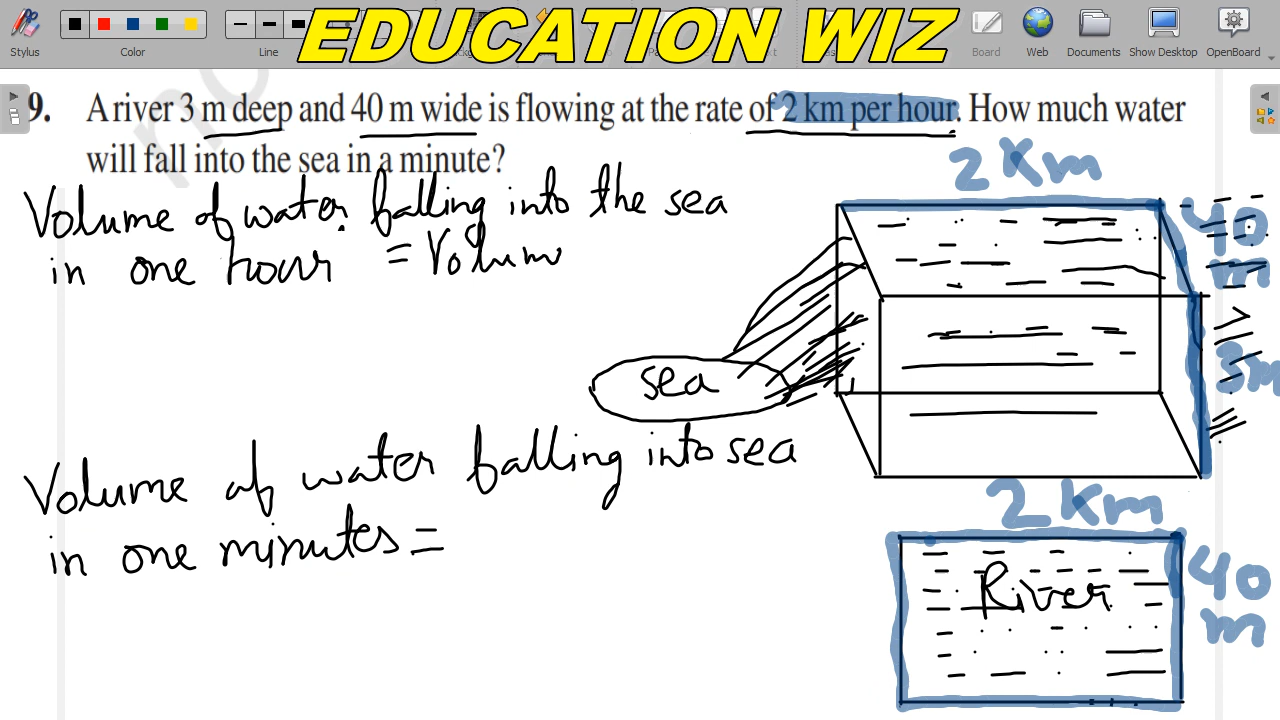 EDUCATION WIZ
Stylus
Color
Line
Board
Web
Documents
Show Desktop
OpenBoard
9. A river 3 m deep and 40 m wide is flowing at the rate of 2 km per hour. How much water
will fall into the sea in a minute?
2 Km
Volume of water falling into the sea
in one hour = Volum
40
m
sea
3m
Volume of water falling into sea
in one minutes =
2 Km
River
40
m